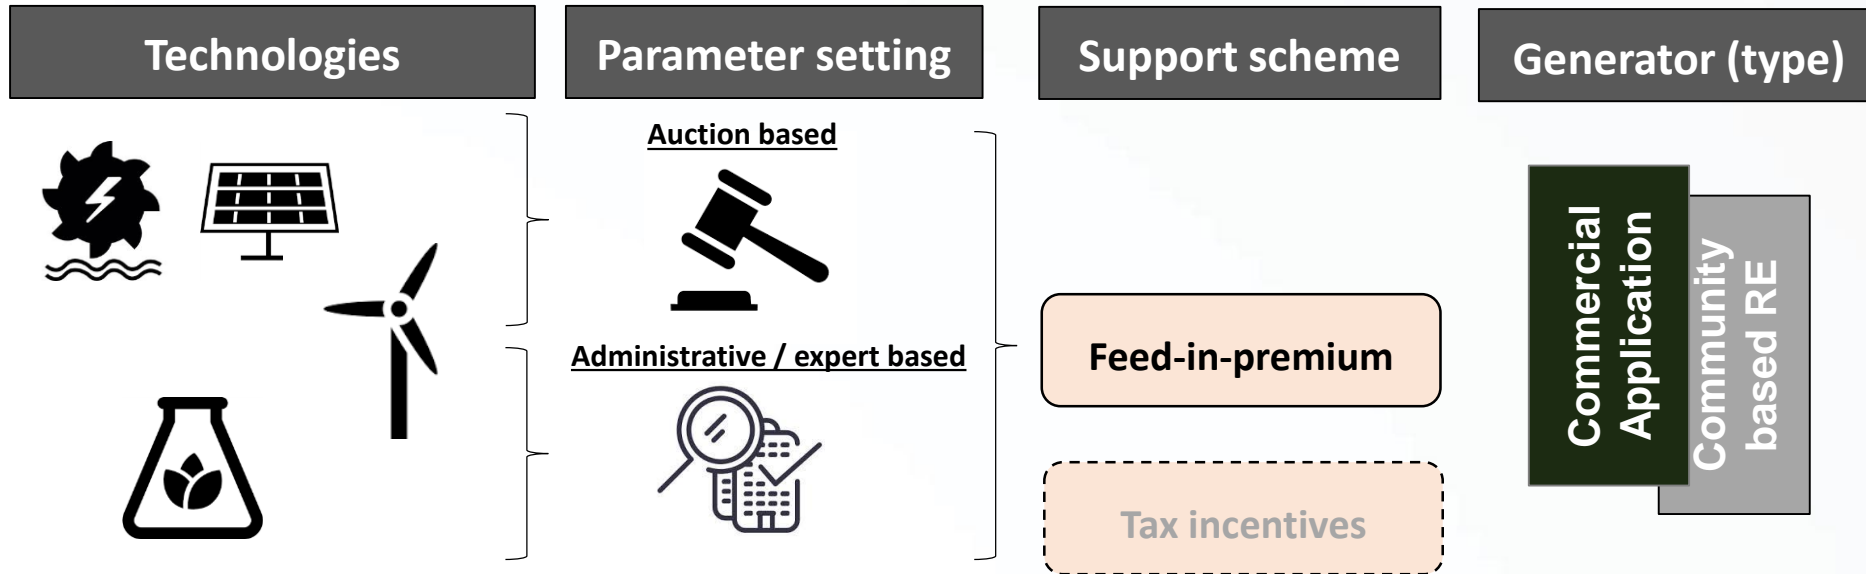 Technologies
Parameter setting
Support scheme
Generator (type)
Auction based
Administrative / expert based
Feed-in-premium
Tax incentives
Commercial
Application
Community
based RE